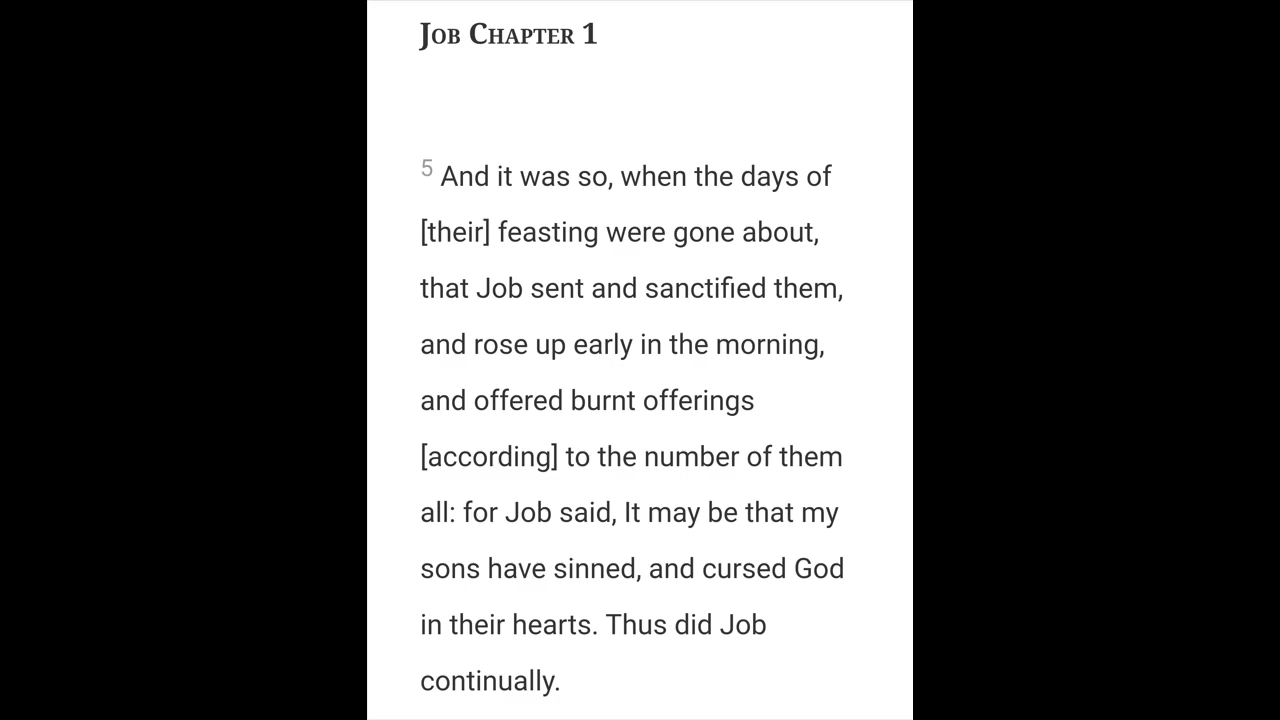 Job Chapter 1
5 And it was so, when the days of
[their] feasting were gone about,
that Job sent and sanctified them,
and rose up early in the morning,
and offered burnt offerings
[according] to the number of them
all: for Job said, It may be that my
sons have sinned, and cursed God
in their hearts. Thus did Job
continually.